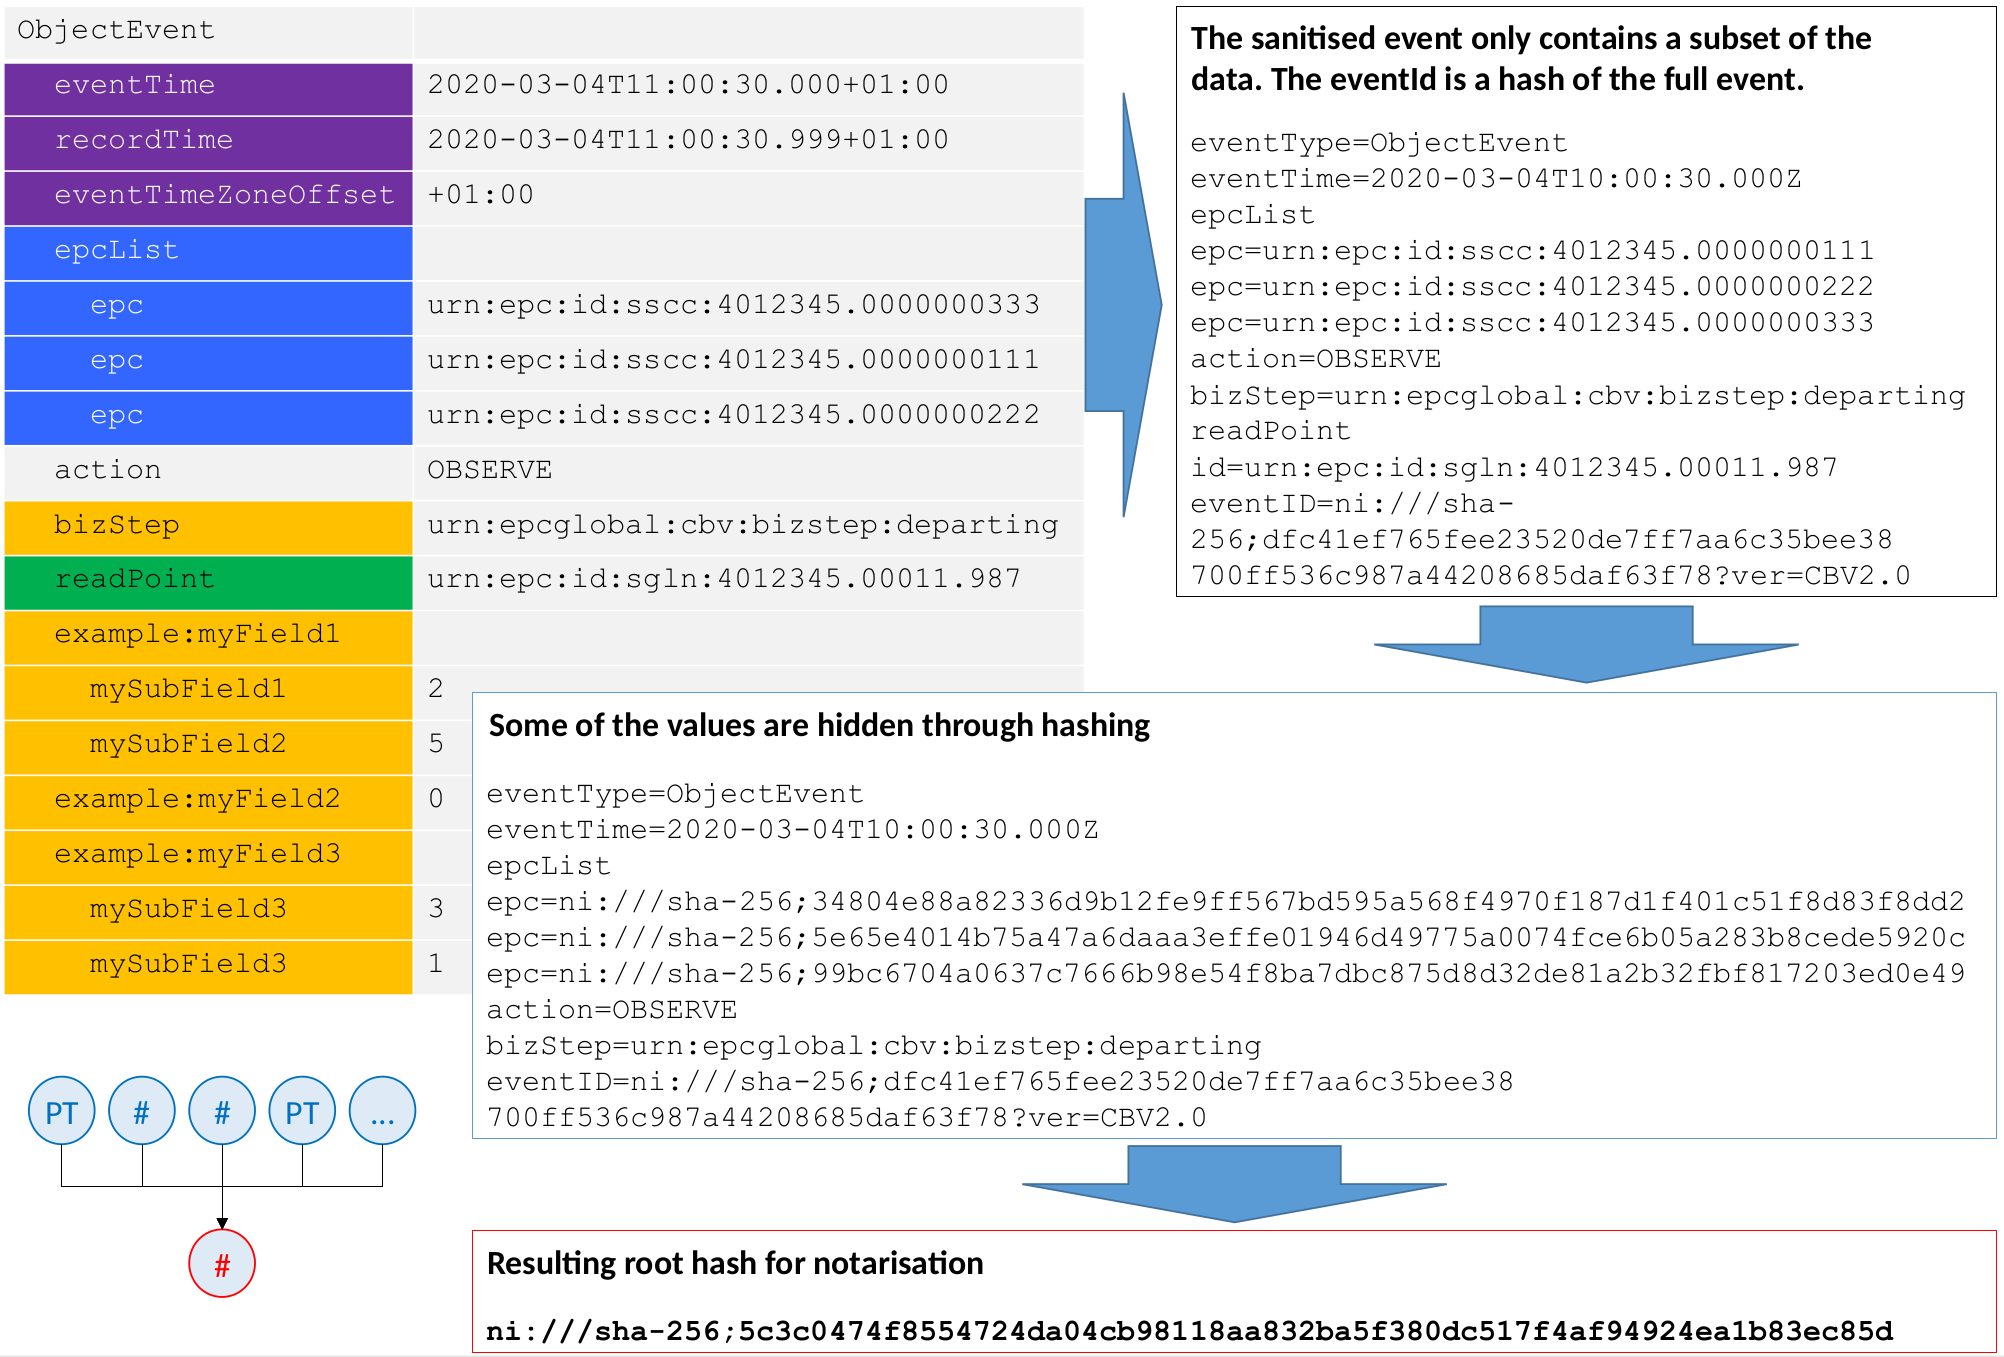 ObjectEvent
eventTime 2020-03-04T11:00:30.000+01:00
recordTime 2020-03-04T11:00:30.999+01:00
eventTimeZoneOffset +01:00
epcList
epc urn:epc:id:sscc:4012345.0000000333
epc urn:epc:id:sscc:4012345.0000000111
epc urn:epc:id:sscc:4012345.0000000222
action OBSERVE
bizStep urn:epcglobal:cbv:bizstep:departing
readPoint urn:epc:id:sgln:4012345.00011.987
example:myField1
mySubField1 2
mySubField2 5
example:myField2 0
example:myField3
mySubField3 3
mySubField3 1
The sanitised event only contains a subset of the
data. The eventId is a hash of the full event.
eventType=ObjectEvent
eventTime=2020-03-04T10:00:30.000Z
epcList
epc=urn:epc:id:sscc:4012345.0000000111
epc=urn:epc:id:sscc:4012345.0000000222
epc=urn:epc:id:sscc:4012345.0000000333
action=OBSERVE
bizStep=urn:epcglobal:cbv:bizstep:departing
readPoint
id=urn:epc:id:sgln:4012345.00011.987
eventID=ni:///sha-
256;dfc41ef765fee23520de7ff7aa6c35bee38
700ff536c987a44208685daf63f78?ver=CBV2.0
Some of the values are hidden through hashing
eventType=ObjectEvent
eventTime=2020-03-04T10:00:30.000Z
epcList
epc=ni:///sha-256;34804e88a82336d9b12fe9ff567bd595a568f4970f187d1f401c51f8d83f8dd2
epc=ni:///sha-256;5e65e4014b75a47a6daaa3effe01946d49775a0074fce6b05a283b8cede5920c
epc=ni:///sha-256;99bc6704a0637c7666b98e54f8ba7dbc875d8d32de81a2b32fbf817203ed0e49
action=OBSERVE
bizStep=urn:epcglobal:cbv:bizstep:departing
eventID=ni:///sha-256;dfc41ef765fee23520de7ff7aa6c35bee38
700ff536c987a44208685daf63f78?ver=CBV2.0
PT # # PT ...
#
Resulting root hash for notarisation
ni:///sha-256;5c3c0474f8554724da04cb98118aa832ba5f380dc517f4af94924ea1b83ec85d